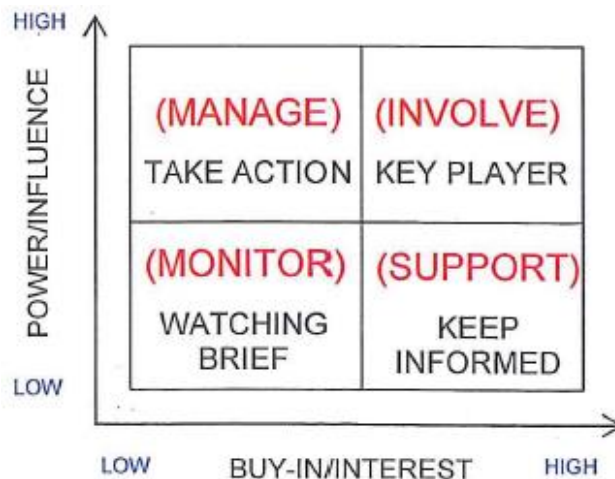 HIGH
POWER/INFLUENCE
(MANAGE)
TAKE ACTION
(INVOLVE)
KEY PLAYER
(MONITOR)
WATCHING
BRIEF
(SUPPORT)
KEEP
INFORMED
LOW
LOW
BUY-IN/INTEREST
HIGH